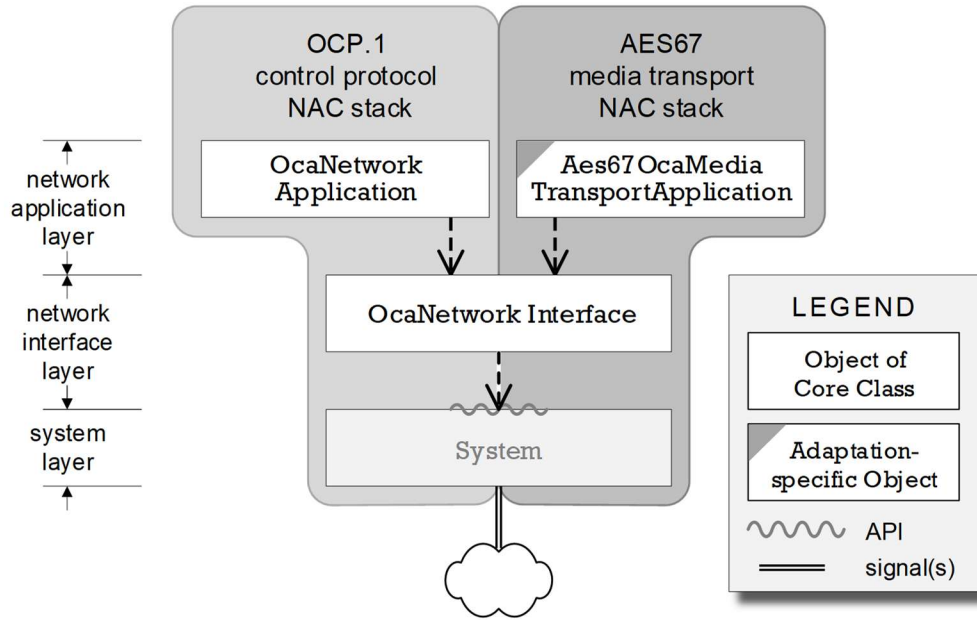 OCP.1
control protocol
NAC stack
AES67
media transport
NAC stack
network
application
layer
OcaNetwork
Application
Aes67OcaMedia
TransportApplication
network
interface
layer
OcaNetwork Interface
system
layer
System
LEGEND
Object of
Core Class
Adaptation-
specific Object
API
signal(s)